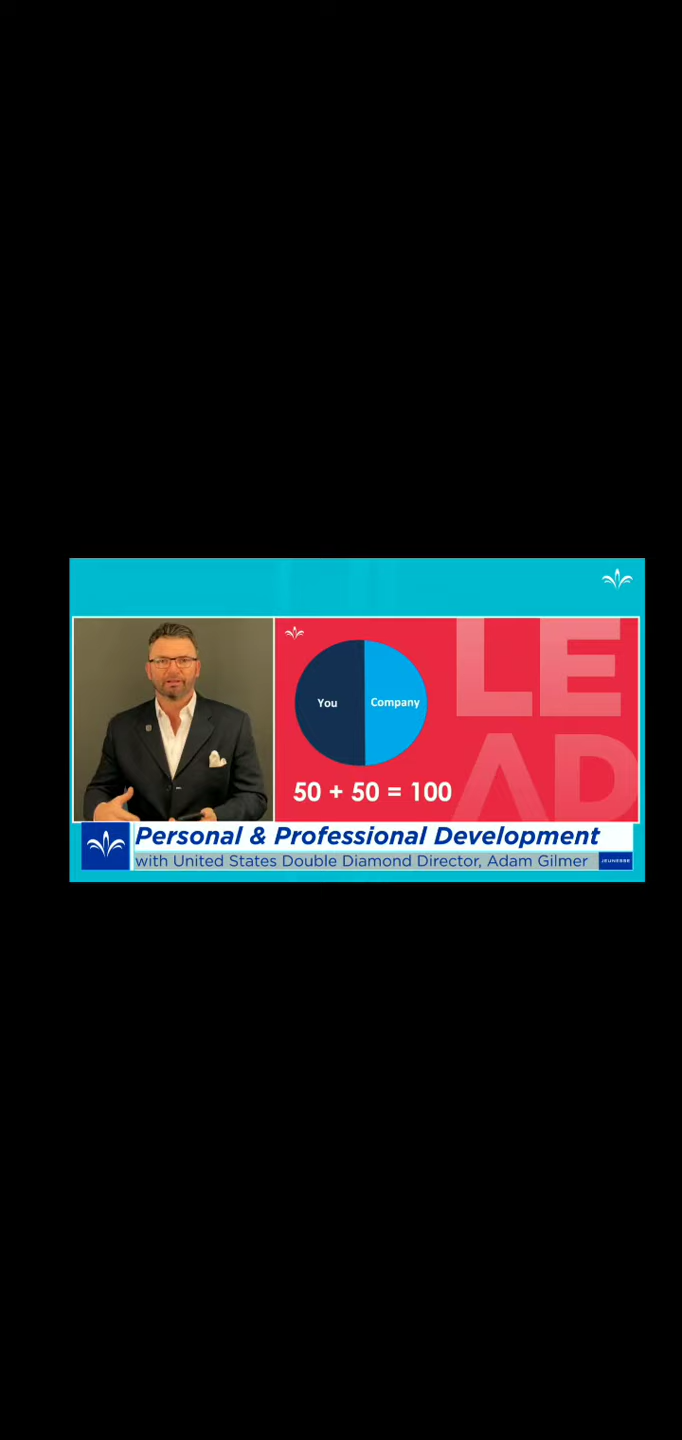 LE
AD
You
Company
50 + 50 = 100
Personal & Professional Development
with United States Double Diamond Director, Adam Gilmer
JEUNESSE